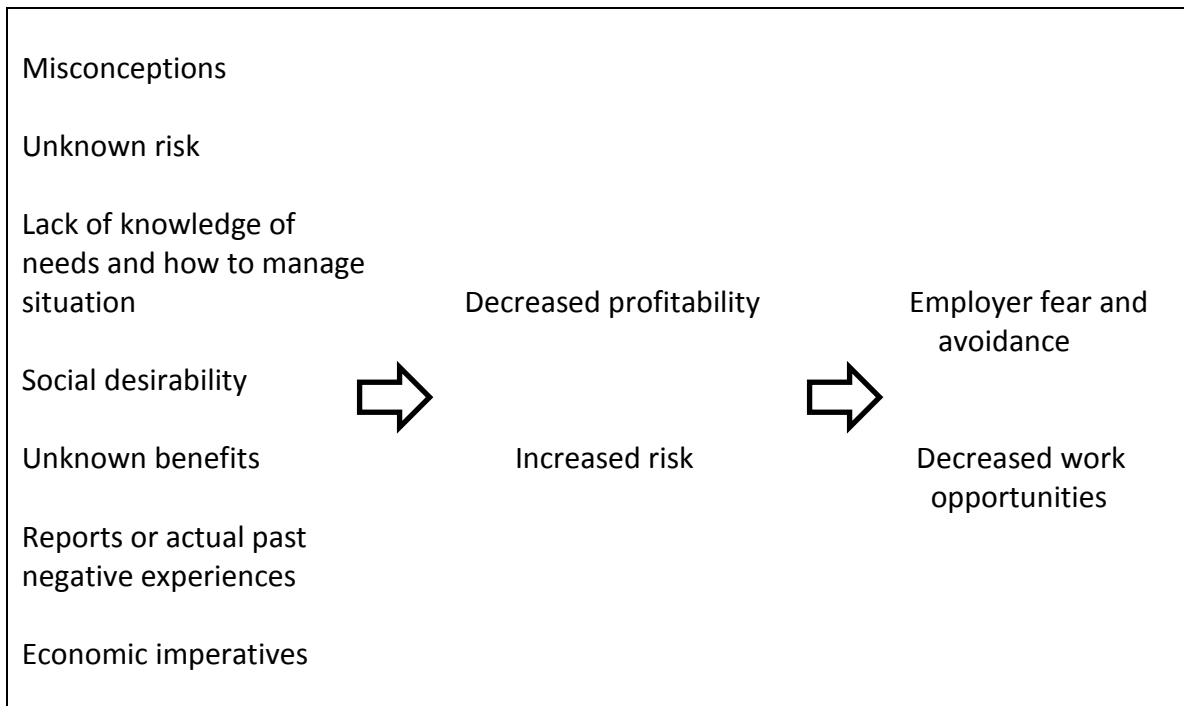 Misconceptions
Unknown risk
Lack of knowledge of
needs and how to manage
situation
Social desirability
Unknown benefits
Reports or actual past
negative experiences
Economic imperatives
Decreased profitability
Increased risk
Employer fear and
avoidance
Decreased work
opportunities